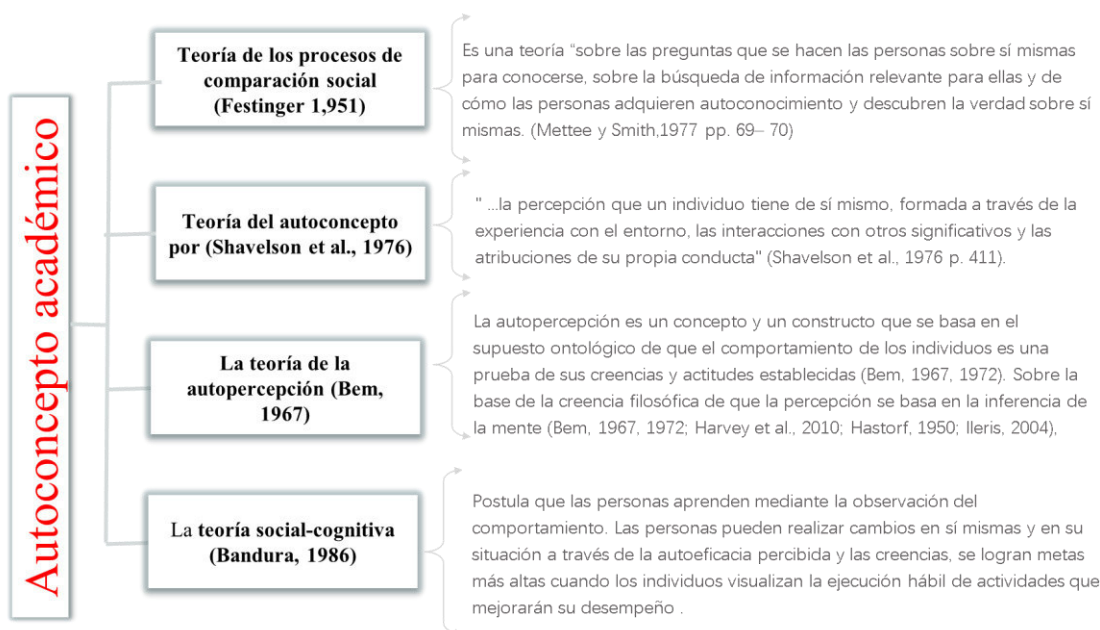 Autoconcepto académico
Teoría de los procesos de
comparación social
(Festinger 1,951)
Es una teoría “sobre las preguntas que se hacen las personas sobre sí mismas
para conocerse, sobre la búsqueda de información relevante para ellas y de
cómo las personas adquieren autoconocimiento y descubren la verdad sobre sí
mismas. (Mettee y Smith,1977 pp. 69– 70)
Teoría del autoconcepto
por (Shavelson et al., 1976)
" ...la percepción que un individuo tiene de sí mismo, formada a través de la
experiencia con el entorno, las interacciones con otros significativos y las
atribuciones de su propia conducta" (Shavelson et al., 1976 p. 411).
La teoría de la
autopercepción (Bem,
1967)
La autopercepción es un concepto y un constructo que se basa en el
supuesto ontológico de que el comportamiento de los individuos es una
prueba de sus creencias y actitudes establecidas (Bem, 1967, 1972). Sobre la
base de la creencia filosófica de que la percepción se basa en la inferencia de
la mente (Bem, 1967, 1972; Harvey et al., 2010; Hastorf, 1950; Ileris, 2004),
La teoría social-cognitiva
(Bandura, 1986)
Postula que las personas aprenden mediante la observación del
comportamiento. Las personas pueden realizar cambios en sí mismas y en su
situación a través de la autoeficacia percibida y las creencias, se logran metas
más altas cuando los individuos visualizan la ejecución hábil de actividades que
mejorarán su desempeño .